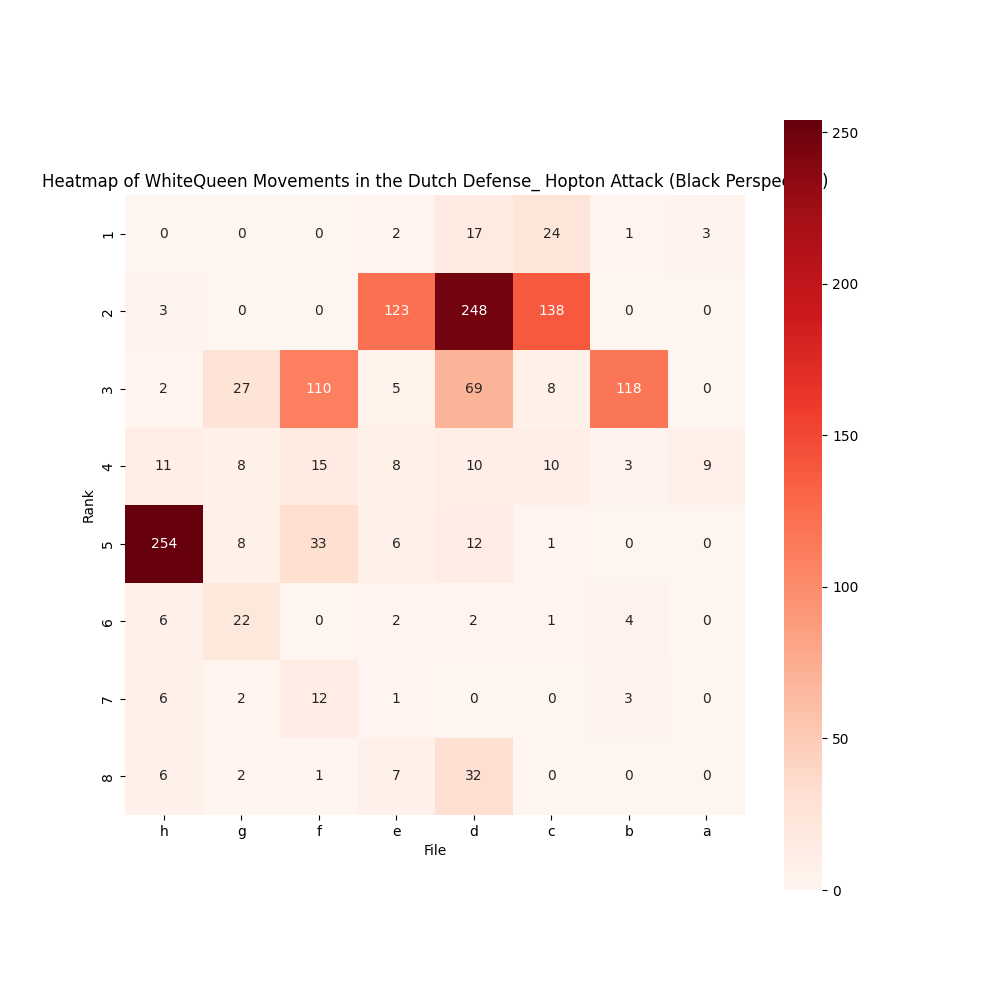 Heatmap of WhiteQueen Movements in the Dutch Defense_ Hopton Attack (Black Perspe
250
1 0 0 0 2 17 24 1 3
2 3 0 0 123 248 138 0 0
200
3 2 27 110 5 69 8 118 0
150
4 11 8 15 8 10 10 3 9
Rank
5 254 8 33 6 12 1 0 0
100
6 6 22 0 2 2 1 4 0
7 6 2 12 1 0 0 3 0
50
8 6 2 1 7 32 0 0 0
h g f e d c b a
File
0